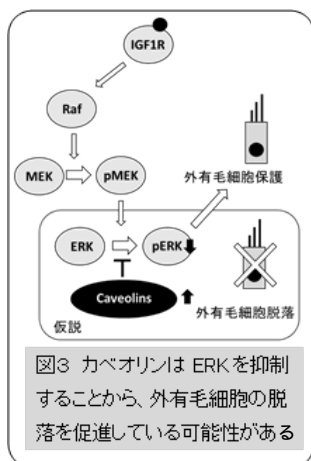 IGF1R
Raf
MEK
pMEK
外有毛細胞保護
ERK
pERK
Caveolins
外有毛細胞脱落
仮説
図3 カベオリンは ERKを抑制
することから、外有毛細胞の脱
落を促進している可能性がある